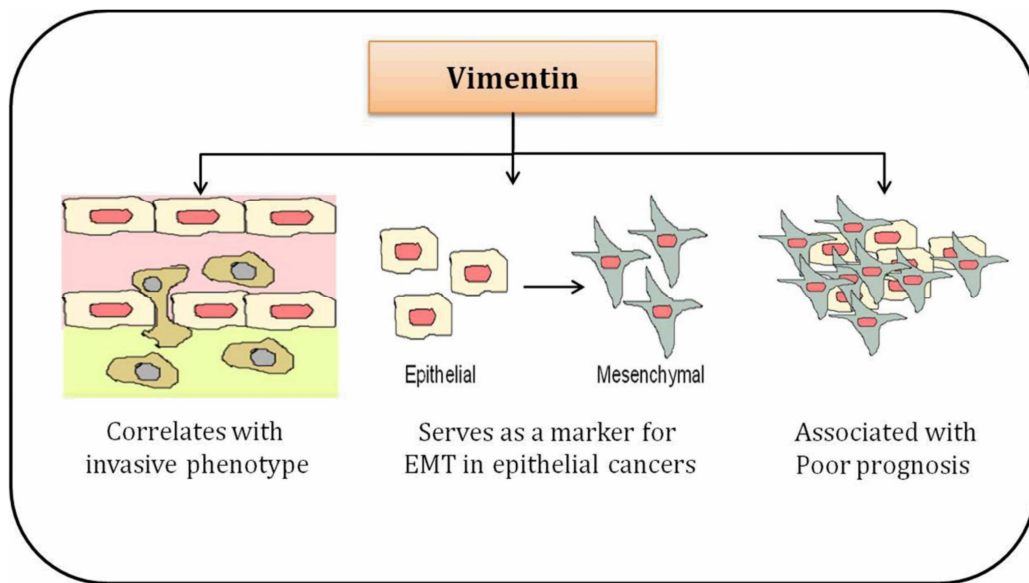 Vimentin
Epithelial
Mesenchymal
Correlates with
invasive phenotype
Serves as a marker for
EMT in epithelial cancers
Associated with
Poor prognosis